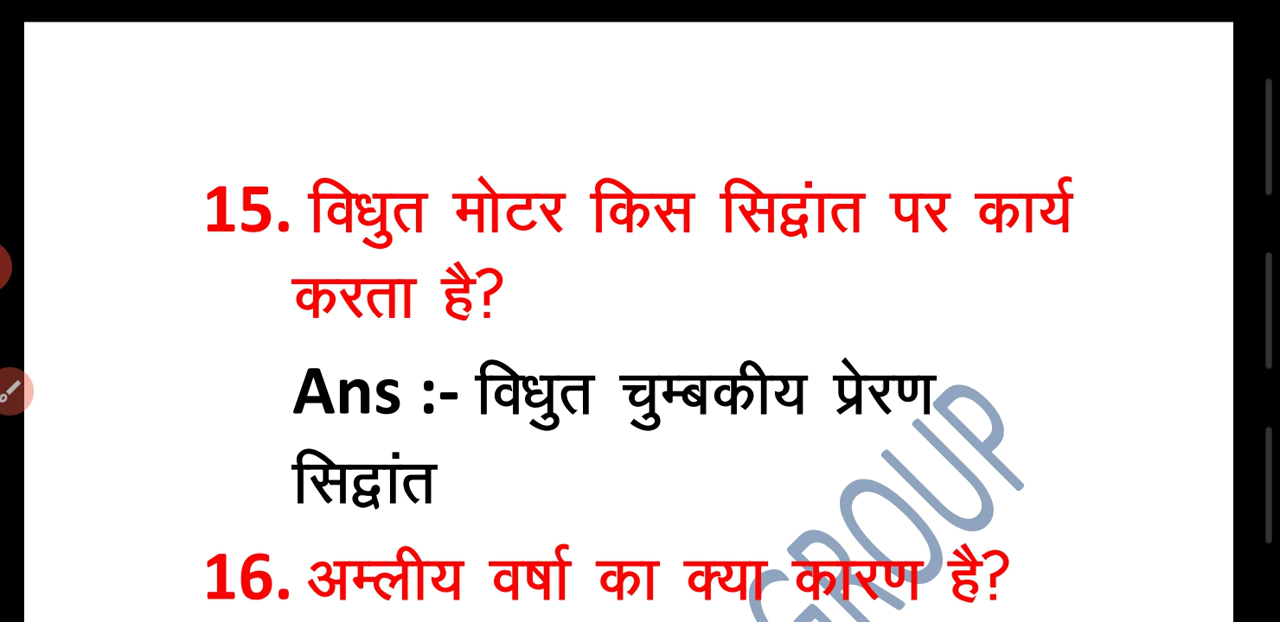 15. विधुत मोटर किस सिद्वांत पर कार्य
करता है?
Ans :- विधुत चुम्बकीय प्रेरण
सिद्वांत
16. अम्लीय वर्षा का क्या कारण है?
GROUP